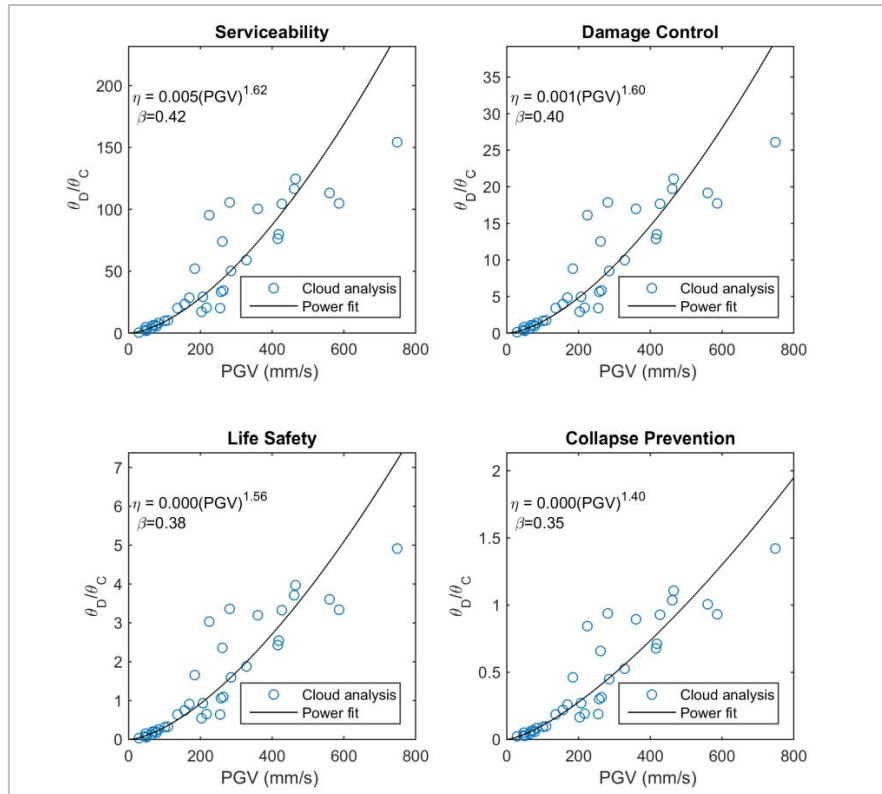 Serviceability
200
150
100
50
0
θD/θC
η = 0.005(PGV)^1.62
β=0.42
Cloud analysis
Power fit
0 200 400 600 800
PGV (mm/s)
Damage Control
35
30
25
20
15
10
5
0
θD/θC
η = 0.001(PGV)^1.60
β=0.40
Cloud analysis
Power fit
0 200 400 600 800
PGV (mm/s)
Life Safety
7
6
5
4
3
2
1
0
θD/θC
η = 0.000(PGV)^1.56
β=0.38
Cloud analysis
Power fit
0 200 400 600 800
PGV (mm/s)
Collapse Prevention
2
1.5
1
0.5
0
θD/θC
η = 0.000(PGV)^1.40
β=0.35
Cloud analysis
Power fit
0 200 400 600 800
PGV (mm/s)